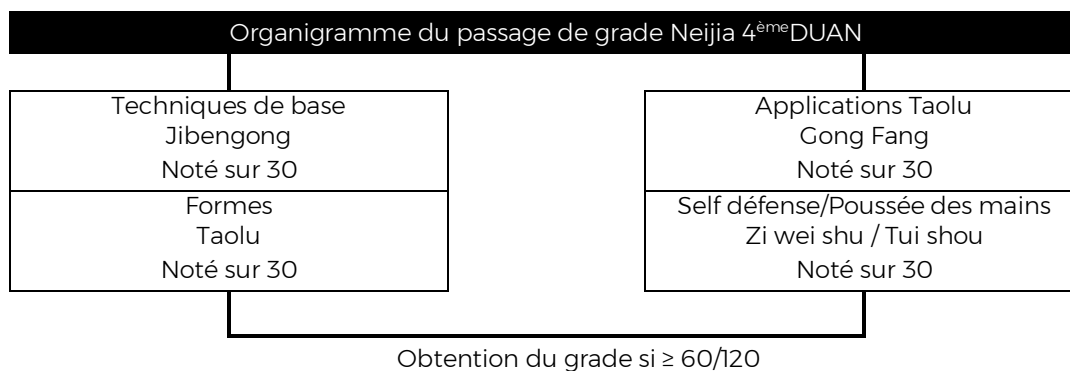 Organigramme du passage de grade Neijia 4èmeDUAN
Techniques de base
Jibengong
Noté sur 30
Formes
Taolu
Noté sur 30
Applications Taolu
Gong Fang
Noté sur 30
Self défense/Poussée des mains
Zi wei shu / Tui shou
Noté sur 30
Obtention du grade si ≥ 60/120